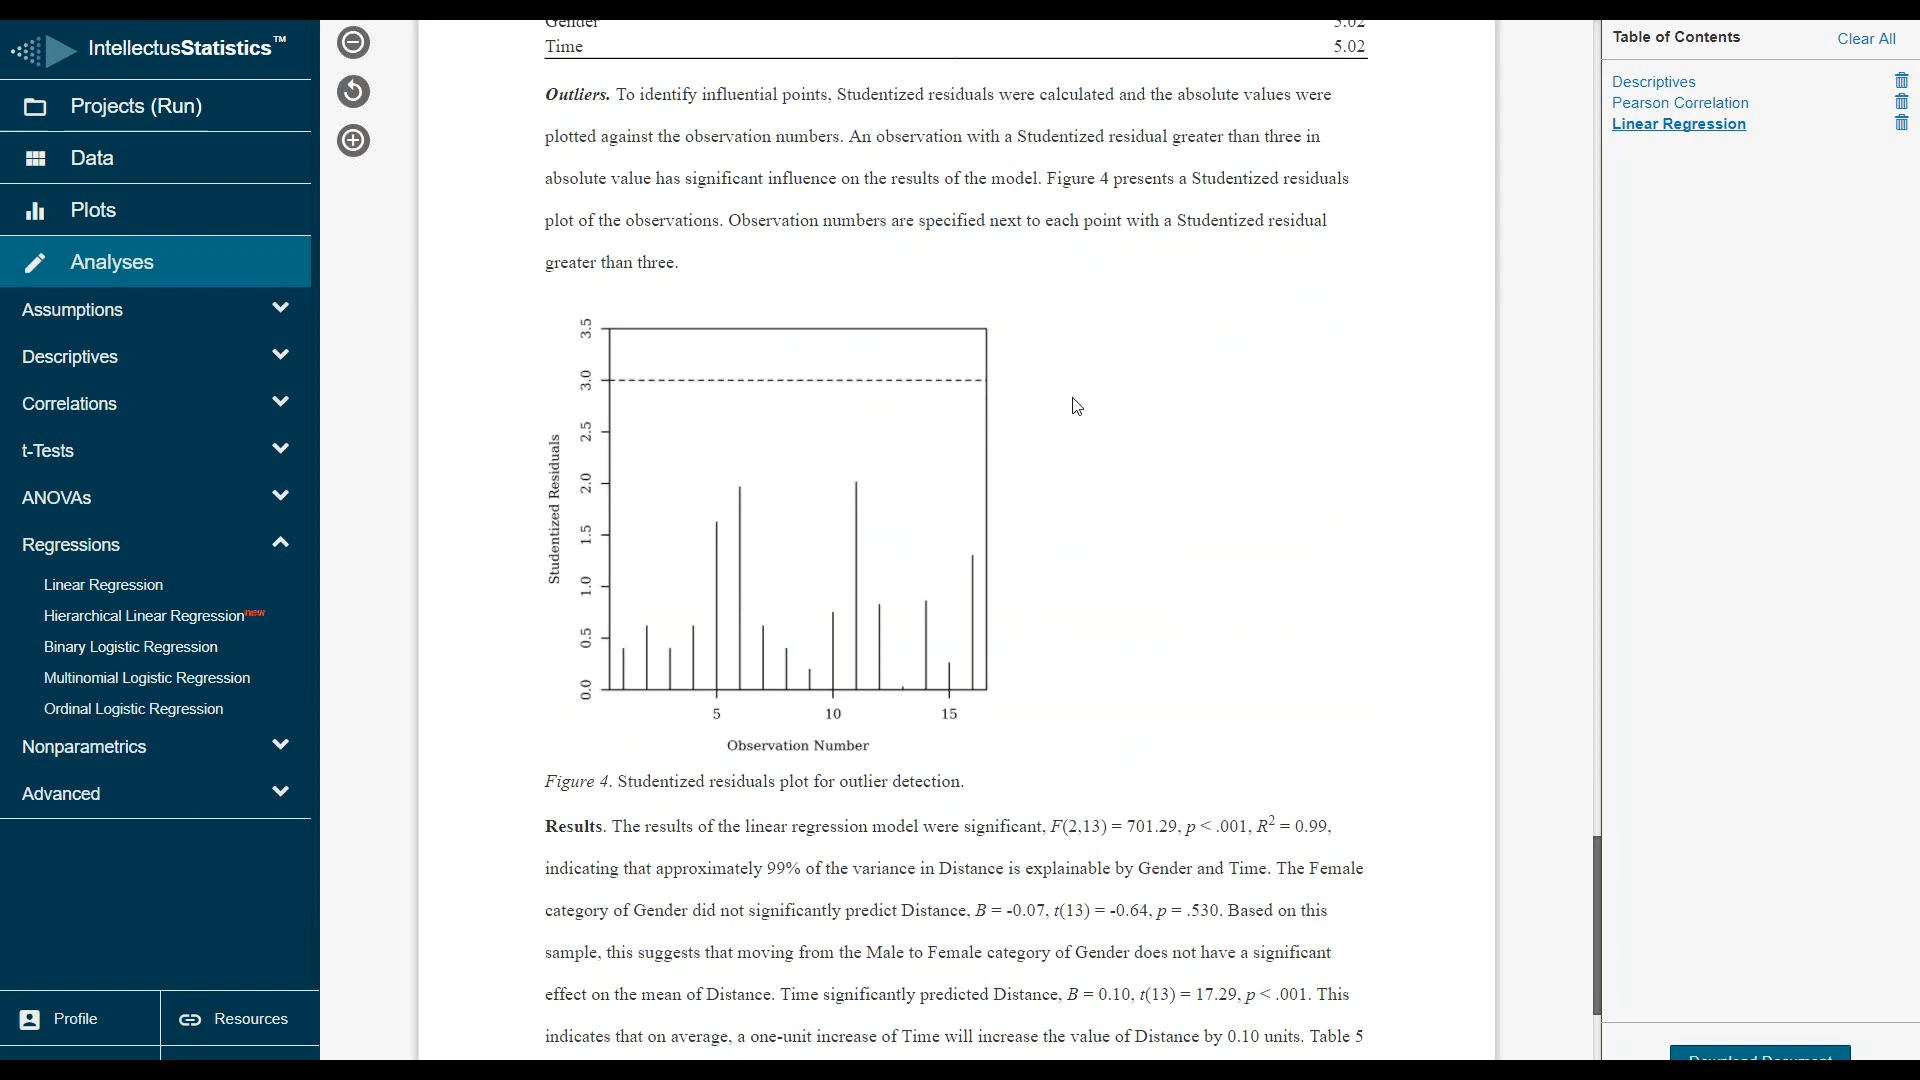 IntellectusStatistics™
Projects (Run)
Data
Plots
Analyses
Assumptions
Descriptives
Correlations
t-Tests
ANOVAs
Regressions
Linear Regression
Hierarchical Linear Regression new
Binary Logistic Regression
Multinomial Logistic Regression
Ordinal Logistic Regression
Nonparametrics
Advanced
Profile
Resources
Gender 5.02
Time 5.02
Outliers. To identify influential points, Studentized residuals were calculated and the absolute values were
plotted against the observation numbers. An observation with a Studentized residual greater than three in
absolute value has significant influence on the results of the model. Figure 4 presents a Studentized residuals
plot of the observations. Observation numbers are specified next to each point with a Studentized residual
greater than three.
3.5
3.0
2.5
2.0
1.5
1.0
0.5
0.0
Studentized Residuals
5 10 15
Observation Number
Figure 4. Studentized residuals plot for outlier detection.
Results. The results of the linear regression model were significant, F(2,13) = 701.29, p < .001, R² = 0.99,
indicating that approximately 99% of the variance in Distance is explainable by Gender and Time. The Female
category of Gender did not significantly predict Distance, B = -0.07, t(13) = -0.64, p = .530. Based on this
sample, this suggests that moving from the Male to Female category of Gender does not have a significant
effect on the mean of Distance. Time significantly predicted Distance, B = 0.10, t(13) = 17.29, p < .001. This
indicates that on average, a one-unit increase of Time will increase the value of Distance by 0.10 units. Table 5
Table of Contents
Clear All
Descriptives
Pearson Correlation
Linear Regression
Download Document